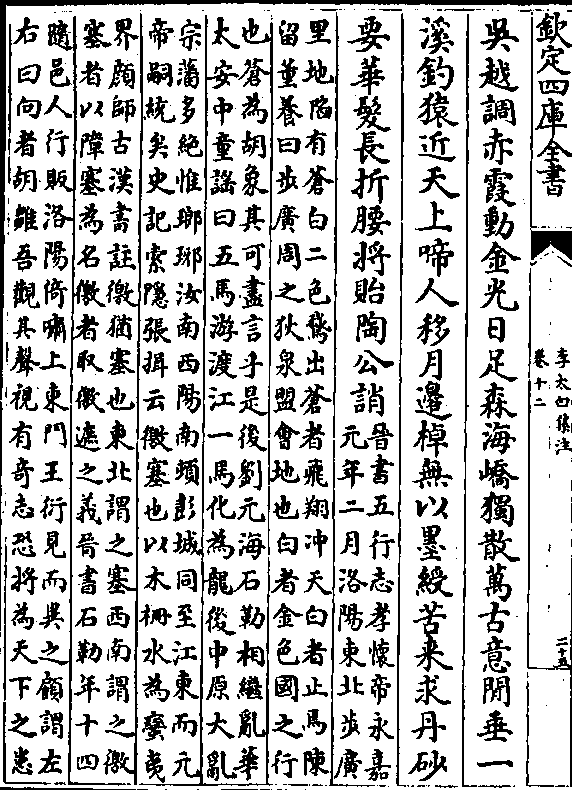 欽定四庫全書
李太白集注
卷十二
二十五
吳越調赤霞動金光日足森海嶠獨散萬古意閒垂一
溪釣猿近天上啼人移月邊棹無以墨綬苦来求丹砂
要華髮長折腰將貽陶公誚
晉書五行志孝懷帝永嘉
元年二月洛陽東北步廣
里地陷有蒼白二色鵞出蒼者飛翔冲天白者止焉陳
留董養曰步廣周之狄泉盟會地也白者金色國之行
也蒼為胡象其可盡言乎是後劉元海石勒相繼亂華
太安中童謠曰五馬游渡江一馬化為龍後中原大亂
宗藩多絶惟瑯琊汝南西陽南頓彭城同至江東而元
帝嗣統矣史記索隱張揖云徼塞也以木柵水為蠻夷
界顔師古漢書註徼猶塞也東北謂之塞西南謂之徼
塞者以障塞為名徼者取徼遮之義晉書石勒年十四
隨邑人行販洛陽倚嘯上東門王衍見而異之顧謂左
右曰向者胡雛吾觀其聲視有奇志恐將為天下之患